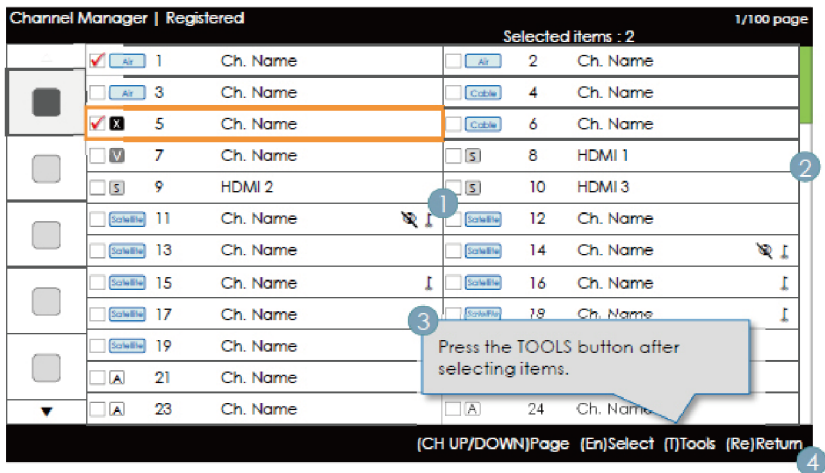 Channel Manager | Registered
1/100 page
Selected items : 2
Air 1 Ch. Name Air 2 Ch. Name
Air 3 Ch. Name Cable 4 Ch. Name
X 5 Ch. Name Cable 6 Ch. Name
V 7 Ch. Name S 8 HDMI 1
2
S 9 HDMI 2 S 10 HDMI 3
1
Satellite 11 Ch. Name Satellite 12 Ch. Name
Satellite 13 Ch. Name Satellite 14 Ch. Name
Satellite 15 Ch. Name Satellite 16 Ch. Name
Satellite 17 Ch. Name Satellite 18 Ch. Name
3
Satellite 19 Ch. Name
Press the TOOLS button after
selecting items.
A 21 Ch. Name
A 23 Ch. Name A 24 Ch. Name
(CH UP/DOWN)Page (En)Select (T)Tools (Re)Return
4